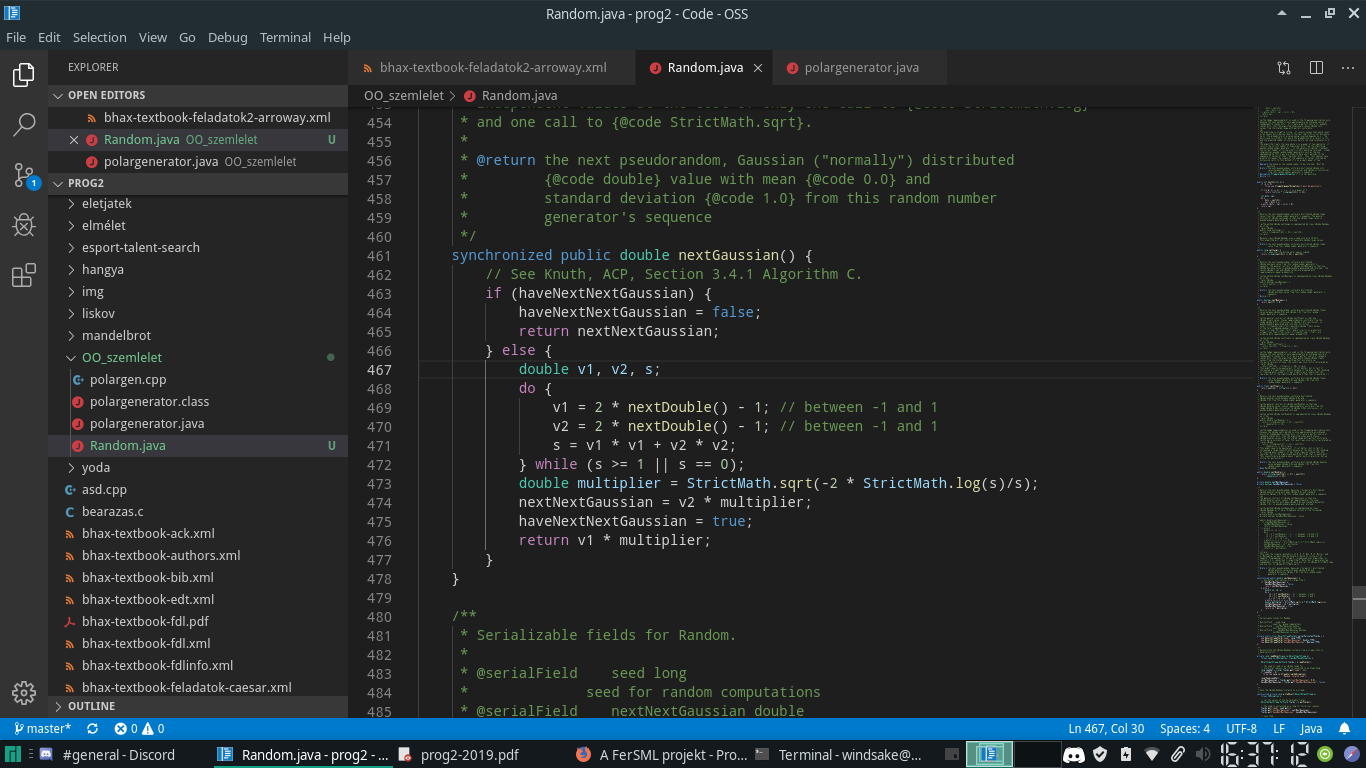 Random.java - prog2 - Code - OSS
File Edit Selection View Go Debug Terminal Help
EXPLORER
OPEN EDITORS
bhax-textbook-feladatok2-arroway.xml
Random.java OO_szemlelet U
polargenerator.java OO_szemlelet
PROG2
eletjatek
elmélet
esport-talent-search
hangya
img
liskov
mandelbrot
OO_szemlelet
polargen.cpp
polargenerator.class
polargenerator.java
Random.java U
yoda
asd.cpp
bearazas.c
bhax-textbook-ack.xml
bhax-textbook-authors.xml
bhax-textbook-bib.xml
bhax-textbook-edt.xml
bhax-textbook-fdl.pdf
bhax-textbook-fdl.xml
bhax-textbook-fdlinfo.xml
bhax-textbook-feladatok-caesar.xml
OUTLINE
1
bhax-textbook-feladatok2-arroway.xml Random.java polargenerator.java
OO_szemlelet > Random.java
454 * and one call to {@code StrictMath.sqrt}.
455 *
456 * @return the next pseudorandom, Gaussian ("normally") distributed
457 * {@code double} value with mean {@code 0.0} and
458 * standard deviation {@code 1.0} from this random number
459 * generator's sequence
460 */
461 synchronized public double nextGaussian() {
462 // See Knuth, ACP, Section 3.4.1 Algorithm C.
463 if (haveNextNextGaussian) {
464 haveNextNextGaussian = false;
465 return nextNextGaussian;
466 } else {
467 double v1, v2, s;
468 do {
469 v1 = 2 * nextDouble() - 1; // between -1 and 1
470 v2 = 2 * nextDouble() - 1; // between -1 and 1
471 s = v1 * v1 + v2 * v2;
472 } while (s >= 1 || s == 0);
473 double multiplier = StrictMath.sqrt(-2 * StrictMath.log(s)/s);
474 nextNextGaussian = v2 * multiplier;
475 haveNextNextGaussian = true;
476 return v1 * multiplier;
477 }
478 }
479
480 /**
481 * Serializable fields for Random.
482 *
483 * @serialField seed long
484 * seed for random computations
485 * @serialField nextNextGaussian double
master* 0 0 Ln 467, Col 30 Spaces: 4 UTF-8 LF Java
#general - Discord Random.java - prog2 - ... prog2-2019.pdf A FerSML projekt - Pro... Terminal - windsake@... 16:37:12